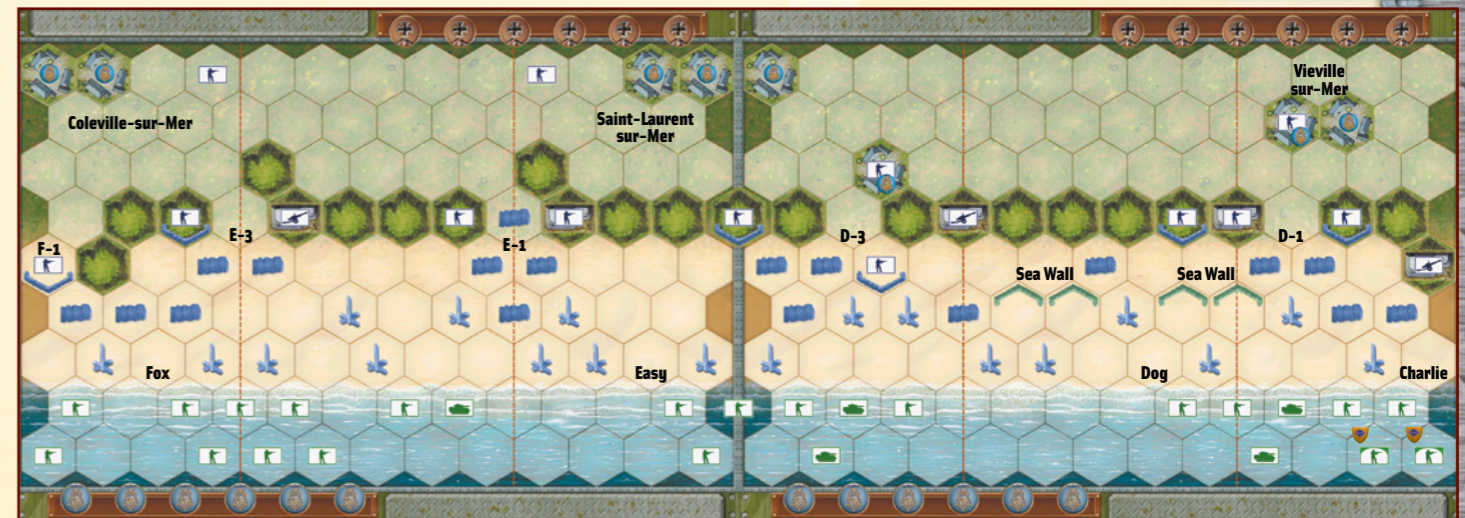 Vieville
sur-Mer
Coleville-sur-Mer
Saint-Laurent
sur-Mer
F-1
E-3
E-1
D-3
D-1
Sea Wall
Sea Wall
Fox
Easy
Dog
Charlie